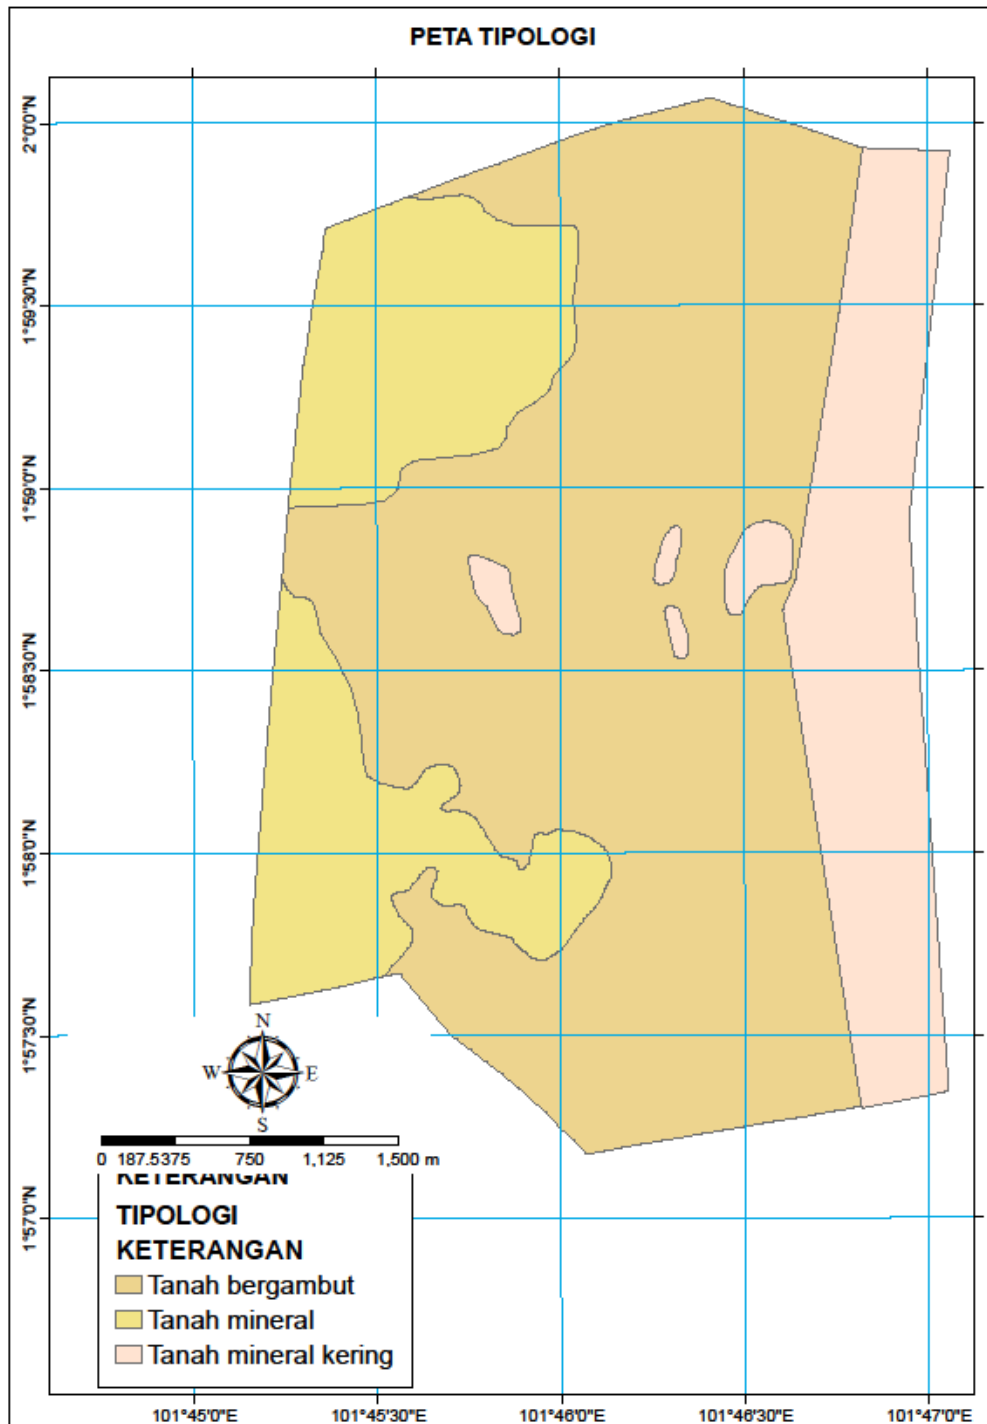 PETA TIPOLOGI
2°0'0"N
1°59'30"N
1°59'0"N
1°58'30"N
1°58'0"N
1°57'30"N
1°57'0"N
N
W E
S
0 187.5375 750 1,125 1,500 m
KETERANGAN
TIPOLOGI
KETERANGAN
Tanah bergambut
Tanah mineral
Tanah mineral kering
101°45'0"E 101°45'30"E 101°46'0"E 101°46'30"E 101°47'0"E